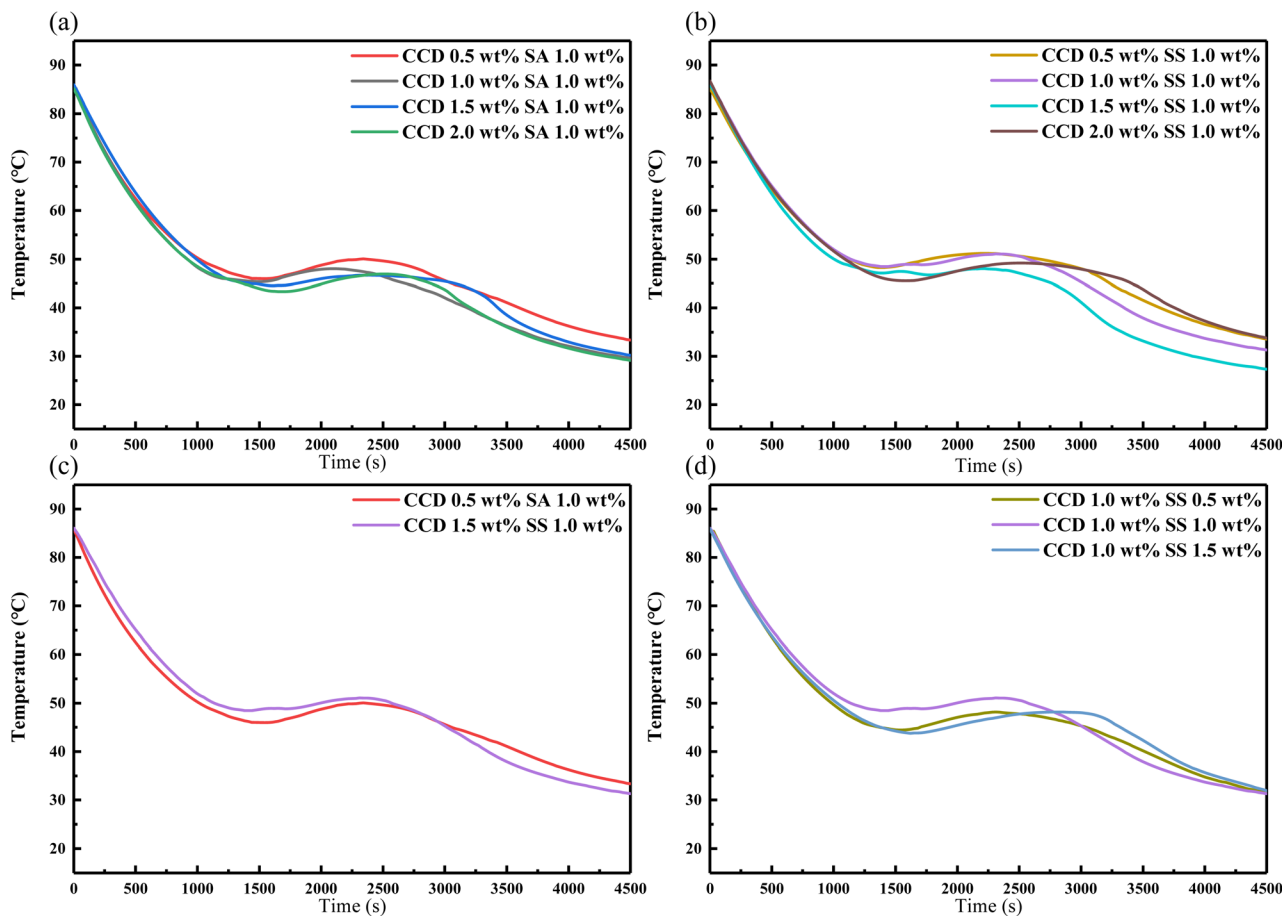 (a)
CCD 0.5 wt% SA 1.0 wt%
CCD 1.0 wt% SA 1.0 wt%
CCD 1.5 wt% SA 1.0 wt%
CCD 2.0 wt% SA 1.0 wt%
Temperature (℃)
90
80
70
60
50
40
30
20
0 500 1000 1500 2000 2500 3000 3500 4000 4500
Time (s)
(b)
CCD 0.5 wt% SS 1.0 wt%
CCD 1.0 wt% SS 1.0 wt%
CCD 1.5 wt% SS 1.0 wt%
CCD 2.0 wt% SS 1.0 wt%
Temperature (℃)
90
80
70
60
50
40
30
20
0 500 1000 1500 2000 2500 3000 3500 4000 4500
Time (s)
(c)
CCD 0.5 wt% SA 1.0 wt%
CCD 1.5 wt% SS 1.0 wt%
Temperature (℃)
90
80
70
60
50
40
30
20
0 500 1000 1500 2000 2500 3000 3500 4000 4500
Time (s)
(d)
CCD 1.0 wt% SS 0.5 wt%
CCD 1.0 wt% SS 1.0 wt%
CCD 1.0 wt% SS 1.5 wt%
Temperature (℃)
90
80
70
60
50
40
30
20
0 500 1000 1500 2000 2500 3000 3500 4000 4500
Time (s)